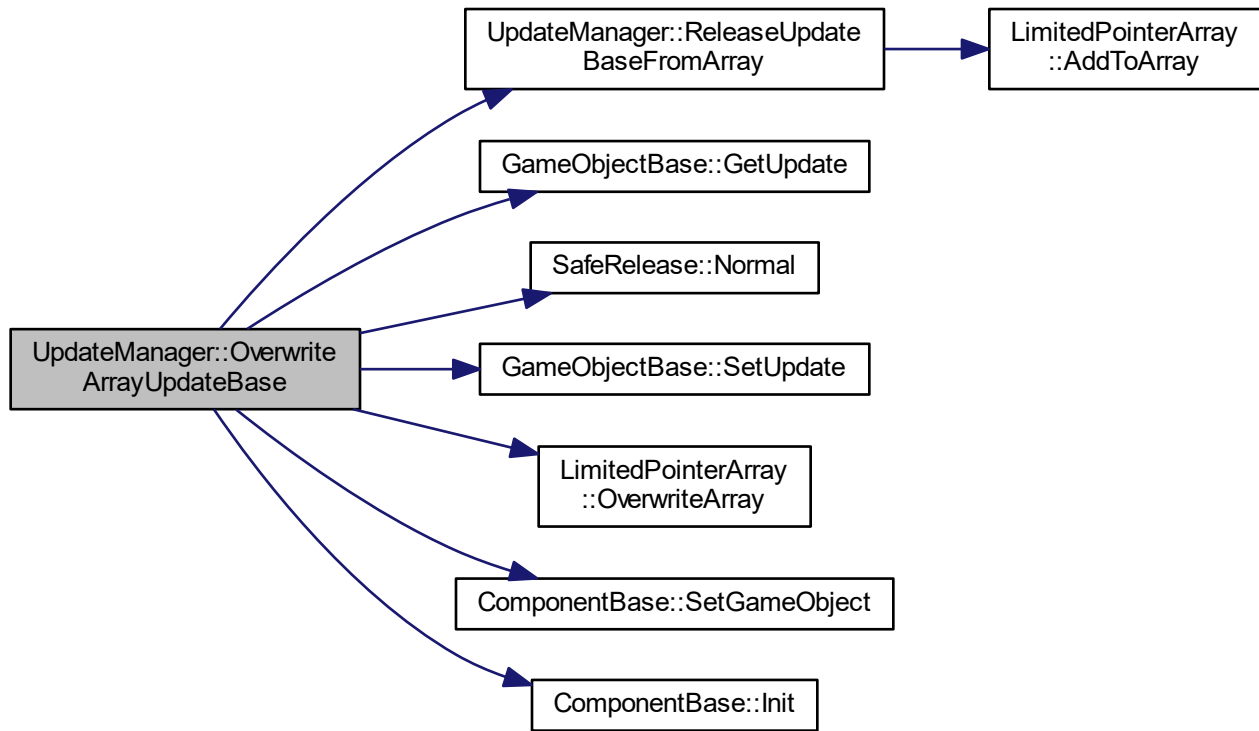 UpdateManager::ReleaseUpdate
BaseFromArray
LimitedPointerArray
::AddToArray
GameObjectBase::GetUpdate
SafeRelease::Normal
UpdateManager::Overwrite
ArrayUpdateBase
GameObjectBase::SetUpdate
LimitedPointerArray
::OverwriteArray
ComponentBase::SetGameObject
ComponentBase::Init